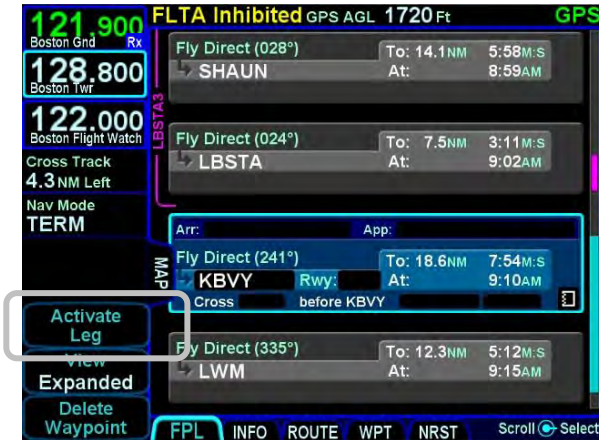 121.900
FLTA Inhibited GPS AGL 1720 Ft GPS
Boston Gnd Rx
128.800
Boston Twr
122.000
Boston Flight Watch
Cross Track
4.3 NM Left
Nav Mode
TERM
Activate
Leg
View
Expanded
Delete
Waypoint
LBSTA3
Fly Direct (028°) To: 14.1NM 5:58M:S
SHAUN At: 8:59AM
Fly Direct (024°) To: 7.5NM 3:11M:S
LBSTA At: 9:02AM
MAP
Arr: App:
Fly Direct (241°) To: 18.6NM 7:54M:S
KBVY Rwy: At: 9:10AM
Cross before KBVY
Fly Direct (335°) To: 12.3NM 5:12M:S
LWM At: 9:15AM
FPL INFO ROUTE WPT NRST Scroll Select